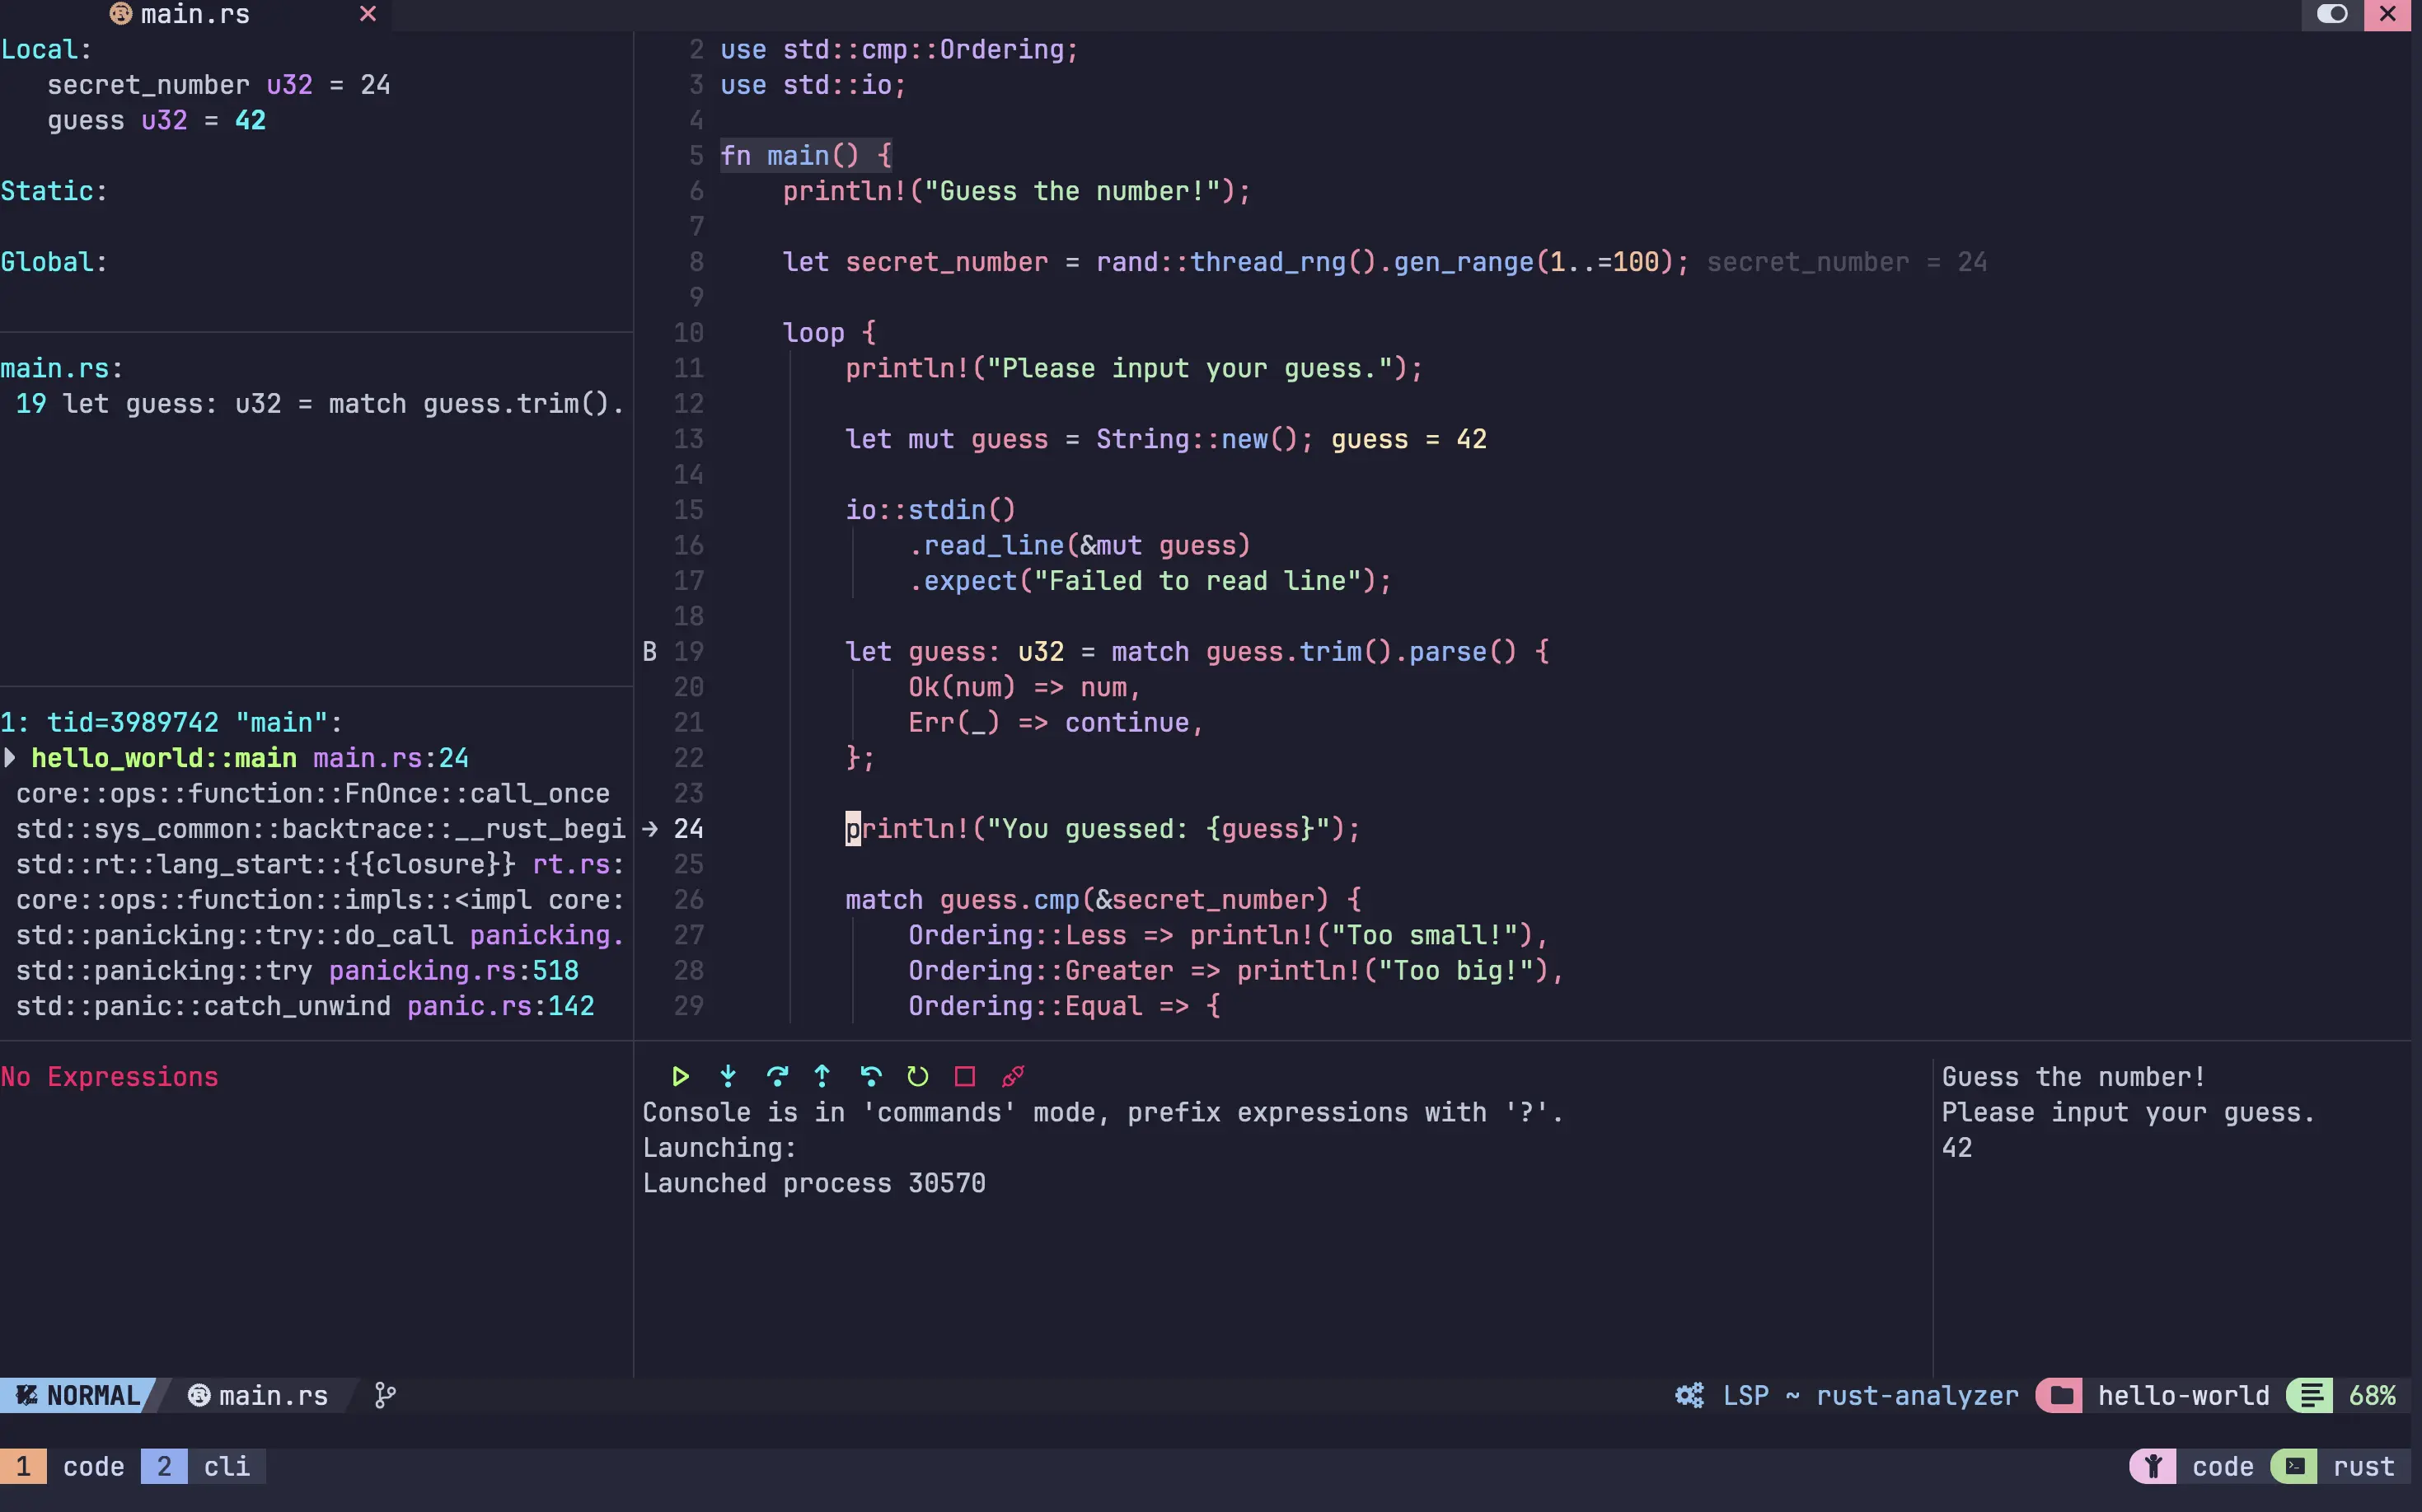 main.rs
Local:
secret_number u32 = 24
guess u32 = 42
Static:
Global:
main.rs:
19 let guess: u32 = match guess.trim().
1: tid=3989742 "main":
hello_world::main main.rs:24
core::ops::function::FnOnce::call_once
std::sys_common::backtrace::__rust_begi
std::rt::lang_start::{{closure}} rt.rs:
core::ops::function::impls::<impl core:
std::panicking::try::do_call panicking.
std::panicking::try panicking.rs:518
std::panic::catch_unwind panic.rs:142
No Expressions
2 use std::cmp::Ordering;
3 use std::io;
4
5 fn main() {
6     println!("Guess the number!");
7
8     let secret_number = rand::thread_rng().gen_range(1..=100); secret_number = 24
9
10     loop {
11         println!("Please input your guess.");
12
13         let mut guess = String::new(); guess = 42
14
15         io::stdin()
16             .read_line(&mut guess)
17             .expect("Failed to read line");
18
B 19         let guess: u32 = match guess.trim().parse() {
20             Ok(num) => num,
21             Err(_) => continue,
22         };
23
→ 24         println!("You guessed: {guess}");
25
26         match guess.cmp(&secret_number) {
27             Ordering::Less => println!("Too small!"),
28             Ordering::Greater => println!("Too big!"),
29             Ordering::Equal => {
Console is in 'commands' mode, prefix expressions with '?'.
Launching:
Launched process 30570
Guess the number!
Please input your guess.
42
NORMAL main.rs LSP ~ rust-analyzer hello-world 68%
1 code 2 cli code rust